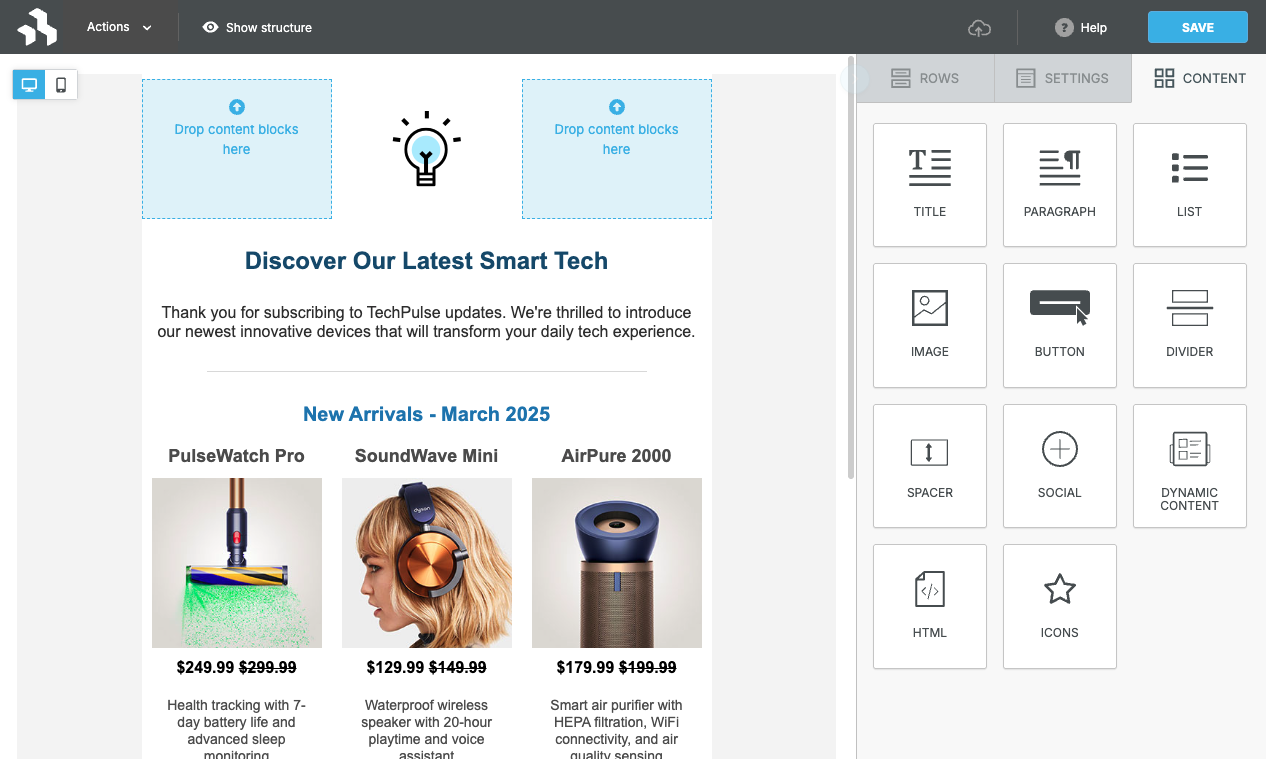 Actions
Show structure
? Help
SAVE
ROWS
SETTINGS
CONTENT
Drop content blocks
here
Drop content blocks
here
Discover Our Latest Smart Tech
Thank you for subscribing to TechPulse updates. We're thrilled to introduce
our newest innovative devices that will transform your daily tech experience.
New Arrivals - March 2025
PulseWatch Pro
SoundWave Mini
AirPure 2000
dyson
$249.99 $299.99
$129.99 $149.99
$179.99 $199.99
Health tracking with 7-
day battery life and
advanced sleep
monitoring
Waterproof wireless
speaker with 20-hour
playtime and voice
assistant
Smart air purifier with
HEPA filtration, WiFi
connectivity, and air
quality sensing
TITLE
PARAGRAPH
LIST
IMAGE
BUTTON
DIVIDER
SPACER
SOCIAL
DYNAMIC
CONTENT
HTML
ICONS